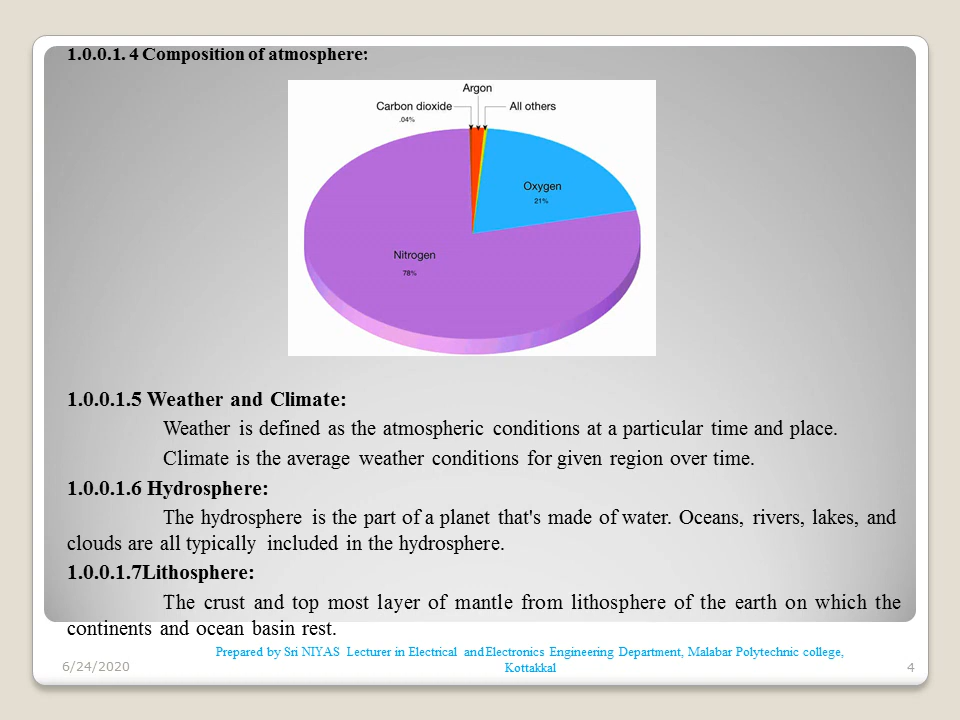 1.0.0.1. 4 Composition of atmosphere:
Argon
Carbon dioxide
All others
.04%
Oxygen
21%
Nitrogen
78%
1.0.0.1.5 Weather and Climate:
Weather is defined as the atmospheric conditions at a particular time and place.
Climate is the average weather conditions for given region over time.
1.0.0.1.6 Hydrosphere:
The hydrosphere is the part of a planet that's made of water. Oceans, rivers, lakes, and
clouds are all typically included in the hydrosphere.
1.0.0.1.7Lithosphere:
The crust and top most layer of mantle from lithosphere of the earth on which the
continents and ocean basin rest.
Prepared by Sri NIYAS Lecturer in Electrical and Electronics Engineering Department, Malabar Polytechnic college,
Kottakkal
6/24/2020
4